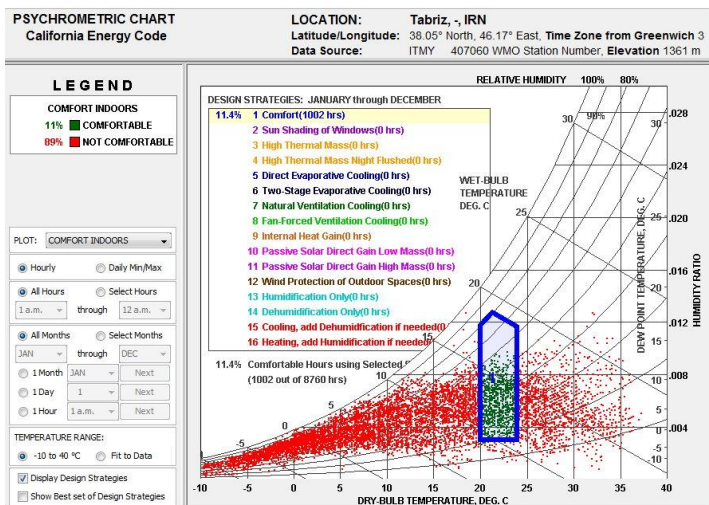 PSYCHROMETRIC CHART
California Energy Code
LOCATION: Tabriz, -, IRN
Latitude/Longitude: 38.05° North, 46.17° East, Time Zone from Greenwich 3
Data Source: ITMY 407060 WMO Station Number, Elevation 1361 m
LEGEND
COMFORT INDOORS
11% COMFORTABLE
89% NOT COMFORTABLE
PLOT: COMFORT INDOORS
Hourly Daily Min/Max
All Hours Select Hours
1 a.m. through 12 a.m.
All Months Select Months
JAN through DEC
1 Month JAN Next
1 Day 1 Next
1 Hour 1 a.m. Next
TEMPERATURE RANGE:
-10 to 40 °C Fit to Data
Display Design Strategies
Show Best set of Design Strategies
RELATIVE HUMIDITY 100% 80%
90%
DESIGN STRATEGIES: JANUARY through DECEMBER
11.4% 1 Comfort(1002 hrs)
2 Sun Shading of Windows(0 hrs)
3 High Thermal Mass(0 hrs)
4 High Thermal Mass Night Flushed(0 hrs)
5 Direct Evaporative Cooling(0 hrs)
6 Two-Stage Evaporative Cooling(0 hrs)
7 Natural Ventilation Cooling(0 hrs)
8 Fan-Forced Ventilation Cooling(0 hrs)
9 Internal Heat Gain(0 hrs)
10 Passive Solar Direct Gain Low Mass(0 hrs)
11 Passive Solar Direct Gain High Mass(0 hrs)
12 Wind Protection of Outdoor Spaces(0 hrs)
13 Humidification Only(0 hrs)
14 Dehumidification Only(0 hrs)
15 Cooling, add Dehumidfication if needed(0
16 Heating, add Humidification if needed(
11.4% Comfortable Hours using Selected
(1002 out of 8760 hrs)
WET-BULB
TEMPERATURE
DEG. C
-5
0
5
10
15
20
25
30
1
DEW POINT TEMPERATURE, DEG. C
30
25
20
15
10
5
0
-5
-10
HUMIDITY RATIO
.028
.024
.020
.016
.012
.008
.004
-10 -5 0 5 10 15 20 25 30 35 40
DRY-BULB TEMPERATURE, DEG. C